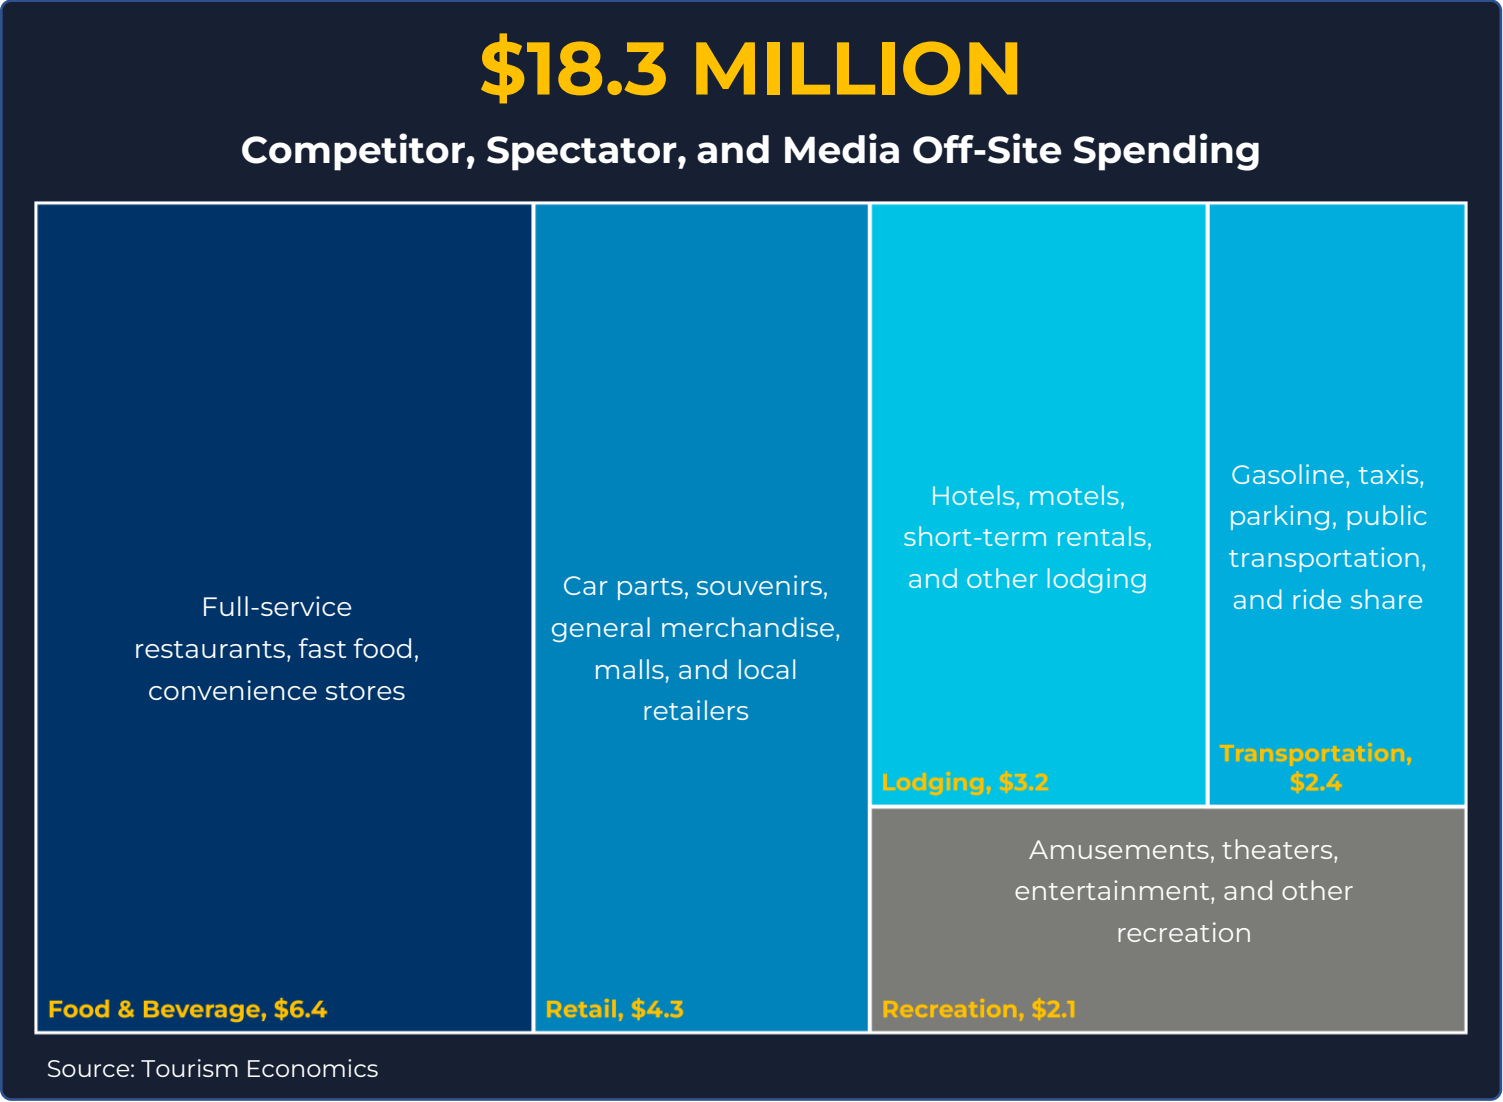 $18.3 MILLION
Competitor, Spectator, and Media Off-Site Spending
Full-service
restaurants, fast food,
convenience stores
Food & Beverage, $6.4
Car parts, souvenirs,
general merchandise,
malls, and local
retailers
Retail, $4.3
Hotels, motels,
short-term rentals,
and other lodging
Lodging, $3.2
Gasoline, taxis,
parking, public
transportation,
and ride share
Transportation,
$2.4
Amusements, theaters,
entertainment, and other
recreation
Recreation, $2.1
Source: Tourism Economics